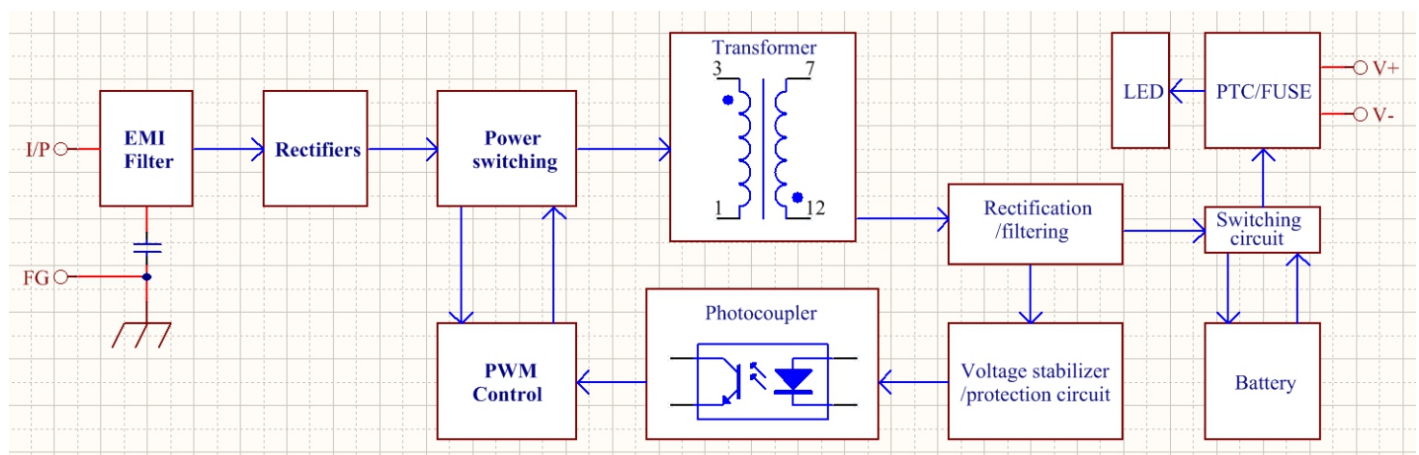 Transformer
3
7
1
12
I/P
EMI
Filter
Rectifiers
Power
switching
LED
PTC/FUSE
V+
V-
Rectification
/filtering
Switching
circuit
FG
PWM
Control
Photocoupler
Voltage stabilizer
/protection circuit
Battery